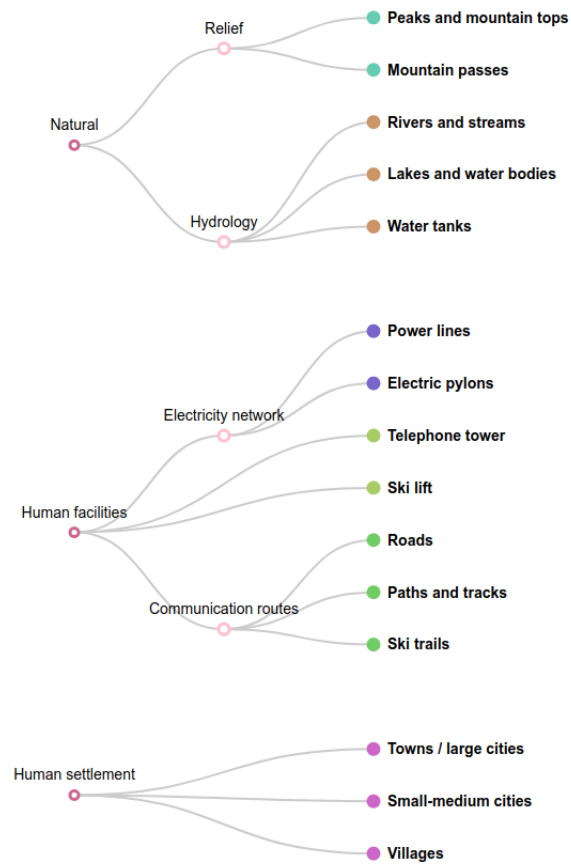 Relief
Peaks and mountain tops
Mountain passes
Natural
Rivers and streams
Lakes and water bodies
Hydrology
Water tanks
Power lines
Electric pylons
Electricity network
Telephone tower
Ski lift
Human facilities
Roads
Paths and tracks
Communication routes
Ski trails
Towns / large cities
Human settlement
Small-medium cities
Villages